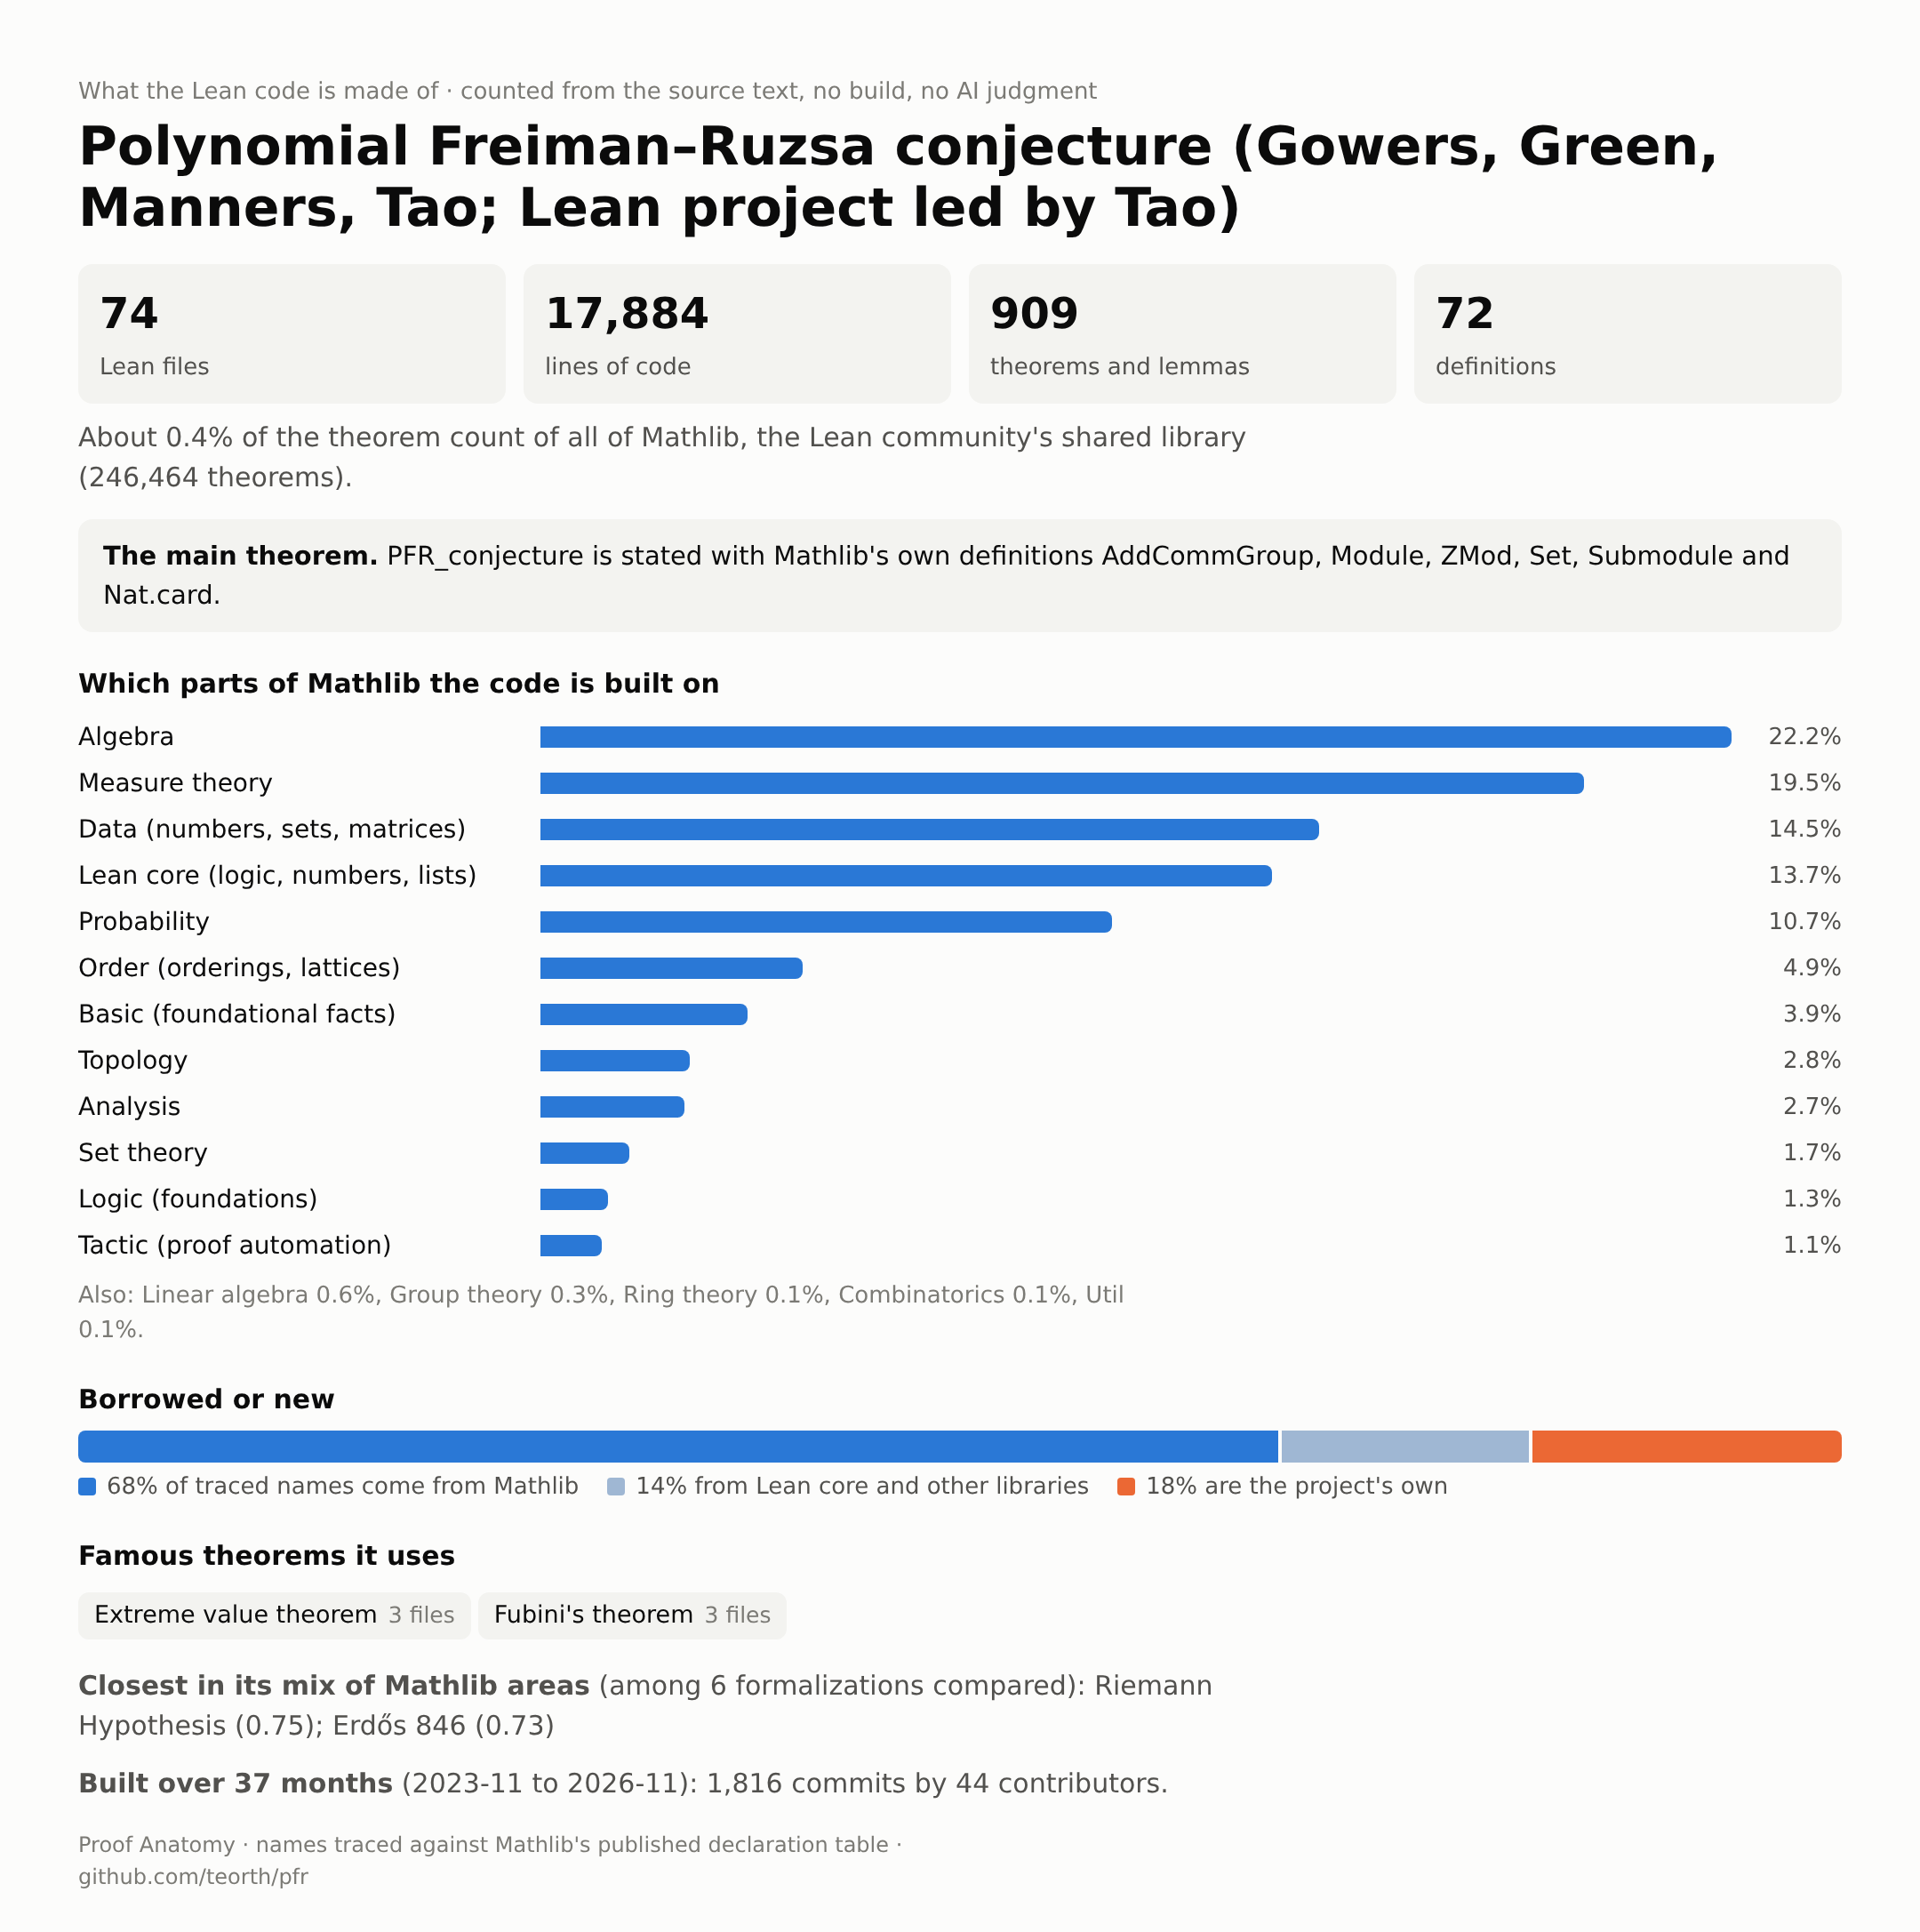 What the Lean code is made of · counted from the source text, no build, no AI judgment
Polynomial Freiman–Ruzsa conjecture (Gowers, Green,
Manners, Tao; Lean project led by Tao)
74
Lean files
17,884
lines of code
909
theorems and lemmas
72
definitions
About 0.4% of the theorem count of all of Mathlib, the Lean community's shared library
(246,464 theorems).
The main theorem. PFR_conjecture is stated with Mathlib's own definitions AddCommGroup, Module, ZMod, Set, Submodule and
Nat.card.
Which parts of Mathlib the code is built on
Algebra 22.2%
Measure theory 19.5%
Data (numbers, sets, matrices) 14.5%
Lean core (logic, numbers, lists) 13.7%
Probability 10.7%
Order (orderings, lattices) 4.9%
Basic (foundational facts) 3.9%
Topology 2.8%
Analysis 2.7%
Set theory 1.7%
Logic (foundations) 1.3%
Tactic (proof automation) 1.1%
Also: Linear algebra 0.6%, Group theory 0.3%, Ring theory 0.1%, Combinatorics 0.1%, Util
0.1%.
Borrowed or new
68% of traced names come from Mathlib 14% from Lean core and other libraries 18% are the project's own
Famous theorems it uses
Extreme value theorem 3 files Fubini's theorem 3 files
Closest in its mix of Mathlib areas (among 6 formalizations compared): Riemann
Hypothesis (0.75); Erdős 846 (0.73)
Built over 37 months (2023-11 to 2026-11): 1,816 commits by 44 contributors.
Proof Anatomy · names traced against Mathlib's published declaration table ·
github.com/teorth/pfr